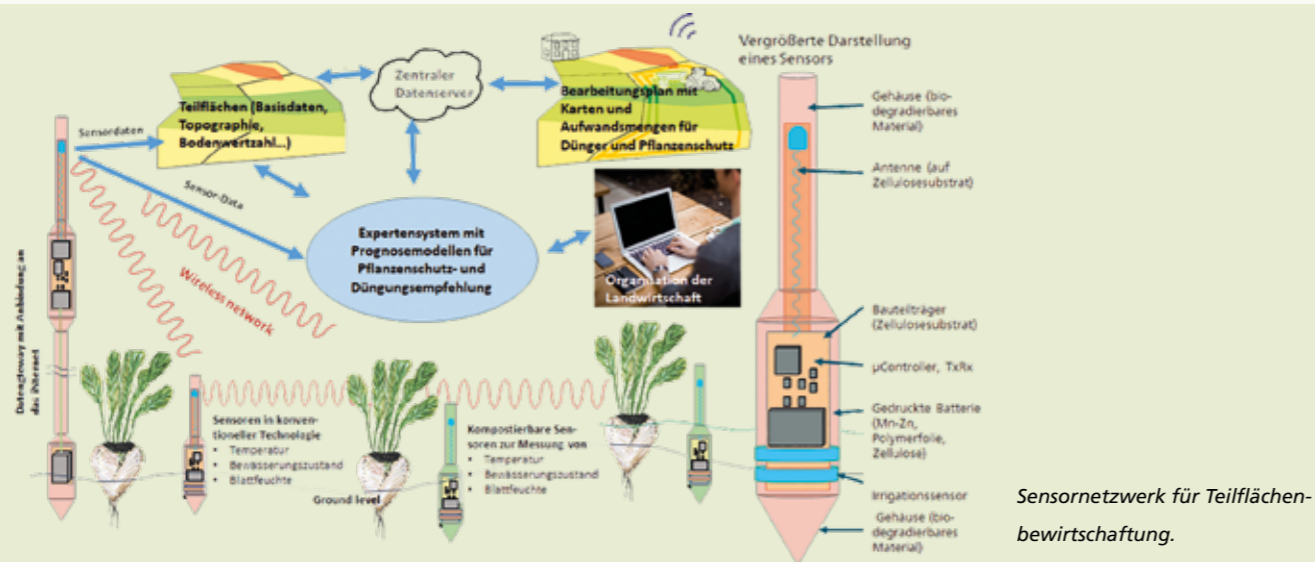 Vergrößerte Darstellung
eines Sensors
Zentraler
Datenserver
Teilflächen (Basisdaten,
Topographie,
Bodenwertzahl...)
Bearbeitungsplan mit
Karten und
Aufwandsmengen für
Dünger und Pflanzenschutz
Sensordaten
Sensor-Data
Wireless network
Expertensystem mit
Prognosemodellen für
Pflanzenschutz- und
Düngungsempfehlung
Organisation der
Landwirtschaft
Datengateway mit Anbindung an
das internet
Sensoren in konven-
tioneller Technologie
• Temperatur
• Bewässerungszustand
• Blattfeuchte
Ground level
Kompostierbare Sen-
soren zur Messung von
• Temperatur
• Bewässerungszustand
• Blattfeuchte
Gehäuse (bio-
degradierbares
Material)
Antenne (auf
Zellulosesubstrat)
Bauteilträger
(Zellulosesubstrat)
µController, TxRx
Gedruckte Batterie
(Mn-Zn,
Polymerfolie,
Zellulose)
Irrigationssensor
Gehäuse (bio-
degradierbares
Material)
Sensornetzwerk für Teilflächen-
bewirtschaftung.